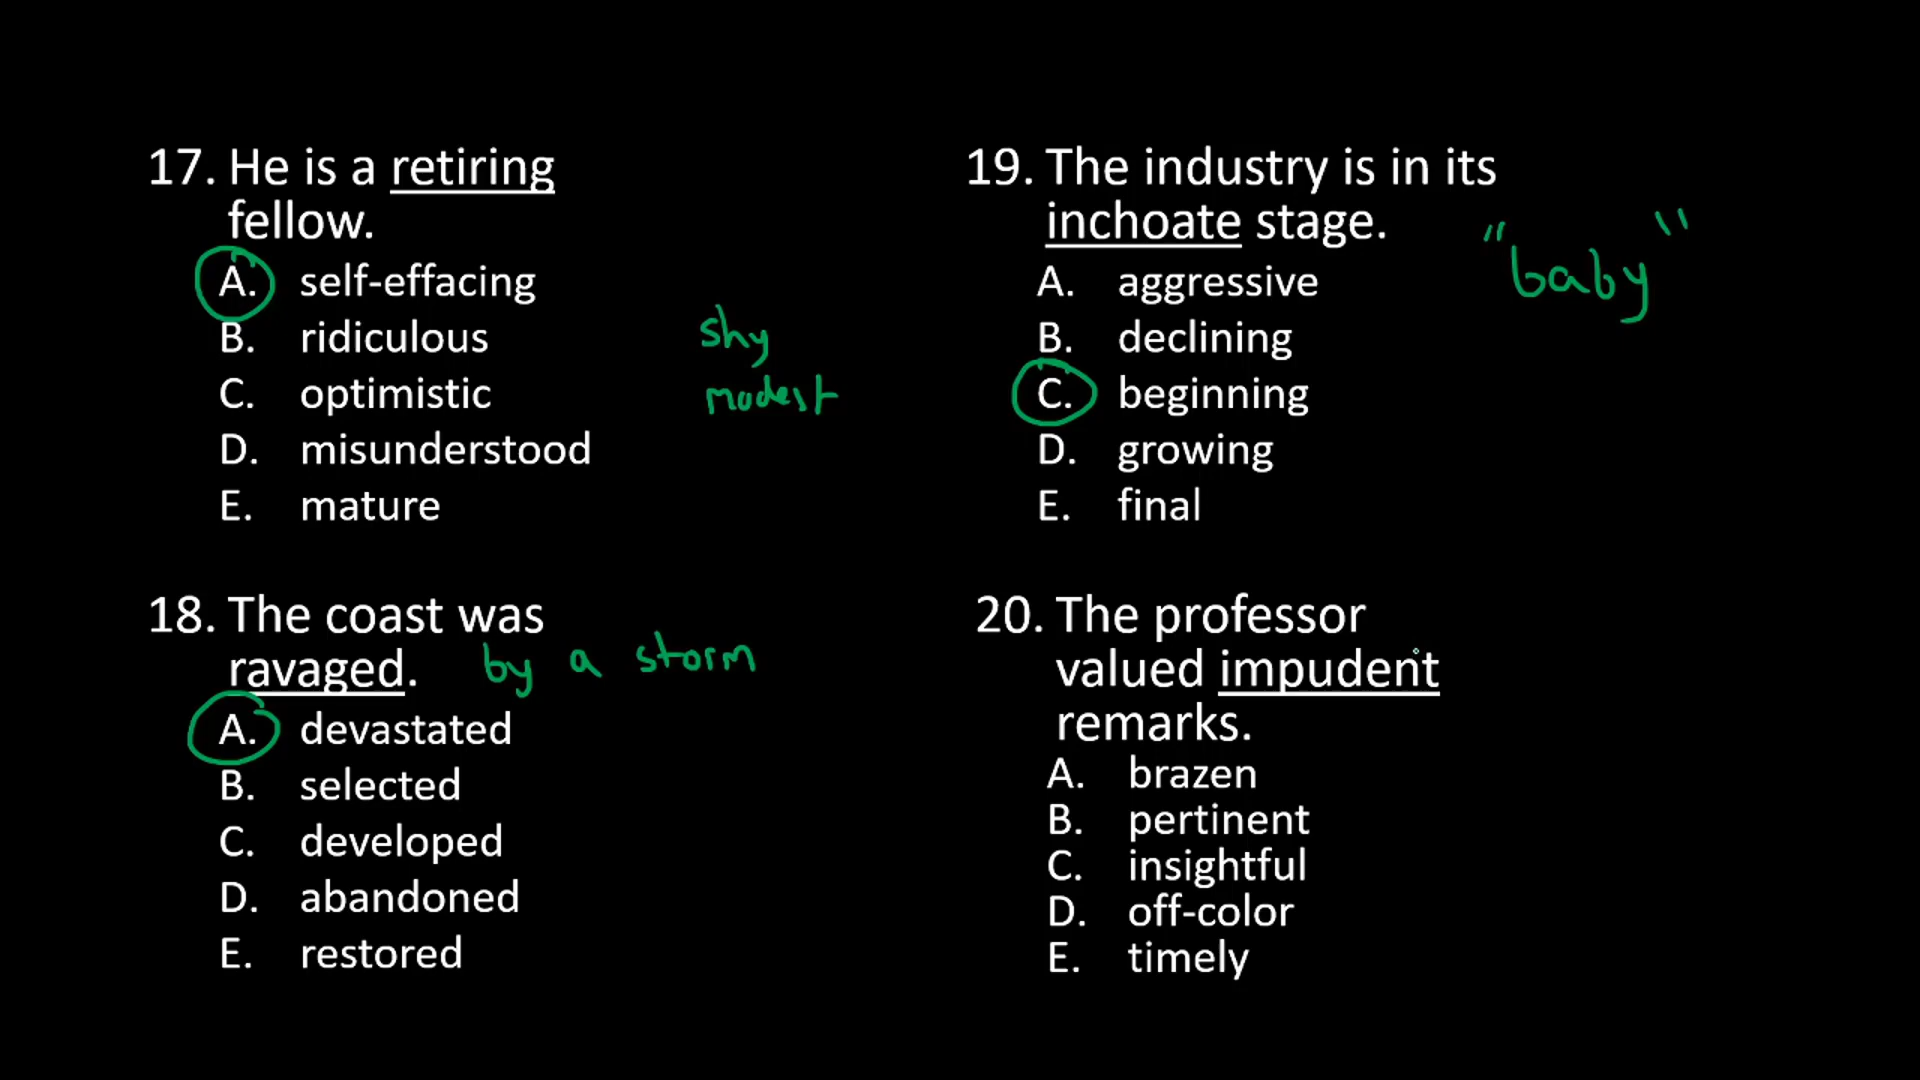 17. He is a retiring
fellow.
A. self-effacing
B. ridiculous
C. optimistic
D. misunderstood
E. mature
shy
modest
18. The coast was
ravaged. by a storm
A. devastated
B. selected
C. developed
D. abandoned
E. restored
19. The industry is in its
inchoate stage.
"baby"
A. aggressive
B. declining
C. beginning
D. growing
E. final
20. The professor
valued impudent
remarks.
A. brazen
B. pertinent
C. insightful
D. off-color
E. timely